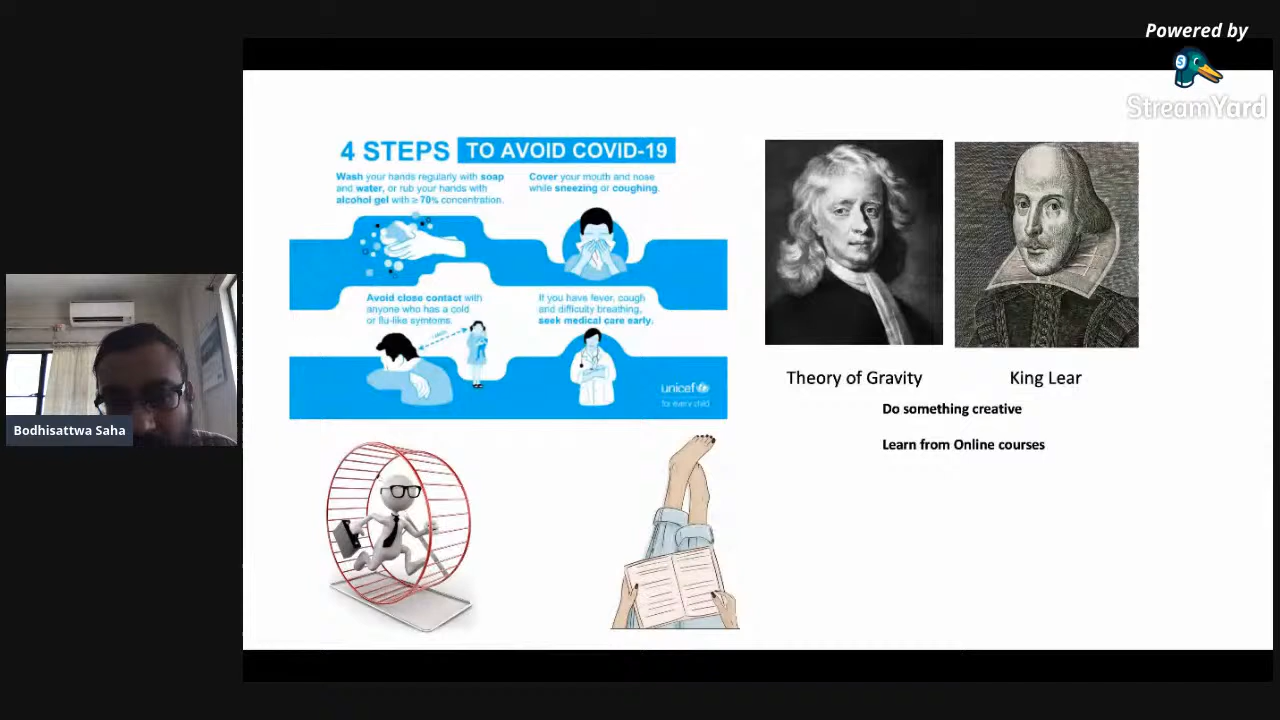 Powered by
StreamYard
4 STEPS TO AVOID COVID-19
Wash your hands regularly with soap
and water, or rub your hands with
alcohol gel with ≥ 70% concentration.
Cover your mouth and nose
while sneezing or coughing.
Avoid close contact with
anyone who has a cold
or flu-like symtoms.
If you have fever, cough
and difficulty breathing,
seek medical care early.
unicef
for every child
Theory of Gravity
King Lear
Do something creative
Learn from Online courses
Bodhisattwa Saha